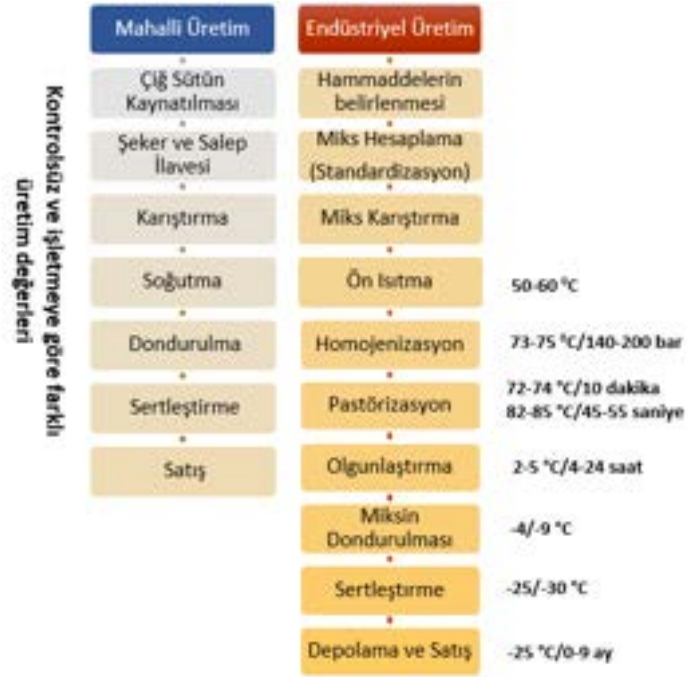 Kontrolsüz ve işletmeye göre farklı
üretim değerleri
Mahalli Üretim
Çiğ Sütün
Kaynatılması
Şeker ve Salep
İlavesi
Karıştırma
Soğutma
Dondurulma
Sertleştirme
Satış
Endüstriyel Üretim
Hammaddelerin
belirlenmesi
Miks Hesaplama
(Standardizasyon)
Miks Karıştırma
Ön Isıtma
50-60 °C
Homojenizasyon
73-75 °C/140-200 bar
Pastörizasyon
72-74 °C/10 dakika
82-85 °C/45-55 saniye
Olgunlaştırma
2-5 °C/4-24 saat
Miksin
Dondurulması
-4/-9 °C
Sertleştirme
-25/-30 °C
Depolama ve Satış
-25 °C/0-9 ay